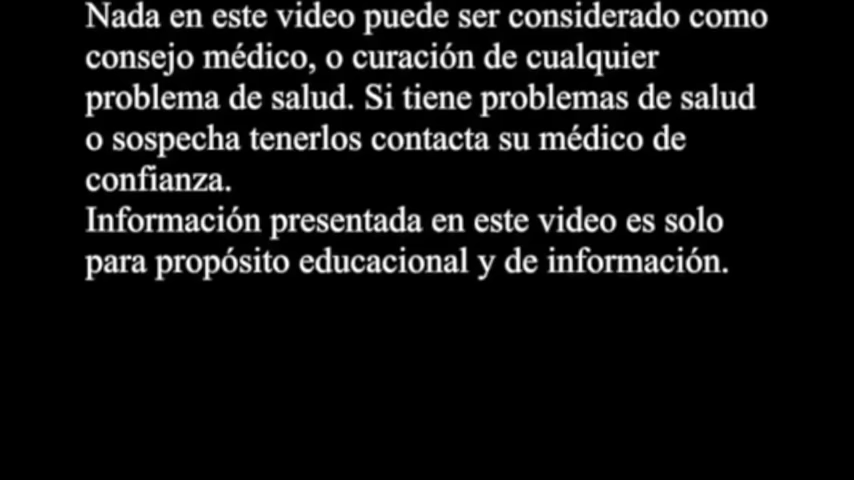 Nada en este video puede ser considerado como
consejo médico, o curación de cualquier
problema de salud. Si tiene problemas de salud
o sospecha tenerlos contacta su médico de
confianza.
Información presentada en este video es solo
para propósito educacional y de información.